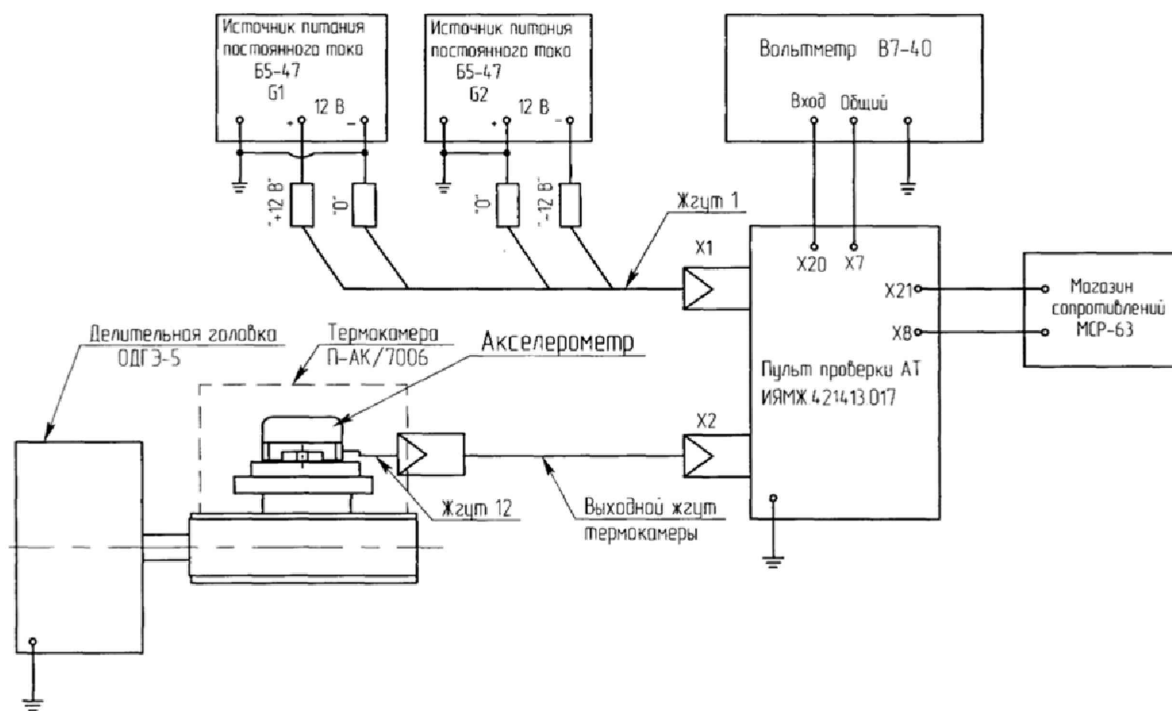 Источник питания
постоянного тока
Б5-47
G1
12 В
+
−
Источник питания
постоянного тока
Б5-47
G2
12 В
+
−
Вольтметр В7-40
Вход Общий
"+12 В"
"0"
"0"
"-12 В"
Жгут 1
X1
X20 X7
X21
X8
Магазин
сопротивлений
МСР-63
Делительная головка
ОДГЭ-5
Термокамера
П-АК/7006
Акселерометр
Пульт проверки АТ
ИЯМЖ.421413.017
X2
Жгут 12
Выходной жгут
термокамеры